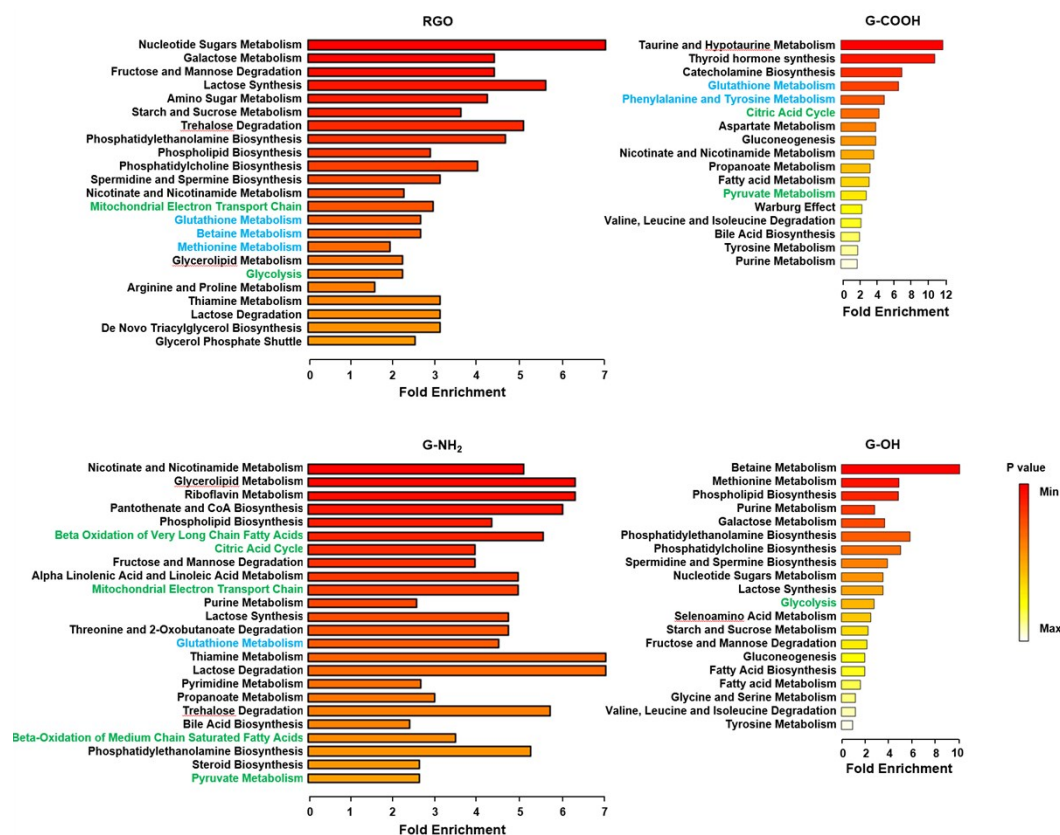 RGO
Nucleotide Sugars Metabolism
Galactose Metabolism
Fructose and Mannose Degradation
Lactose Synthesis
Amino Sugar Metabolism
Starch and Sucrose Metabolism
Trehalose Degradation
Phosphatidylethanolamine Biosynthesis
Phospholipid Biosynthesis
Phosphatidylcholine Biosynthesis
Spermidine and Spermine Biosynthesis
Nicotinate and Nicotinamide Metabolism
Mitochondrial Electron Transport Chain
Glutathione Metabolism
Betaine Metabolism
Methionine Metabolism
Glycerolipid Metabolism
Glycolysis
Arginine and Proline Metabolism
Thiamine Metabolism
Lactose Degradation
De Novo Triacylglycerol Biosynthesis
Glycerol Phosphate Shuttle
0 1 2 3 4 5 6 7
Fold Enrichment
G-COOH
Taurine and Hypotaurine Metabolism
Thyroid hormone synthesis
Catecholamine Biosynthesis
Glutathione Metabolism
Phenylalanine and Tyrosine Metabolism
Citric Acid Cycle
Aspartate Metabolism
Gluconeogenesis
Nicotinate and Nicotinamide Metabolism
Propanoate Metabolism
Fatty acid Metabolism
Pyruvate Metabolism
Warburg Effect
Valine, Leucine and Isoleucine Degradation
Bile Acid Biosynthesis
Tyrosine Metabolism
Purine Metabolism
0 2 4 6 8 10 12
Fold Enrichment
G-NH₂
Nicotinate and Nicotinamide Metabolism
Glycerolipid Metabolism
Riboflavin Metabolism
Pantothenate and CoA Biosynthesis
Phospholipid Biosynthesis
Beta Oxidation of Very Long Chain Fatty Acids
Citric Acid Cycle
Fructose and Mannose Degradation
Alpha Linolenic Acid and Linoleic Acid Metabolism
Mitochondrial Electron Transport Chain
Purine Metabolism
Lactose Synthesis
Threonine and 2-Oxobutanoate Degradation
Glutathione Metabolism
Thiamine Metabolism
Lactose Degradation
Pyrimidine Metabolism
Propanoate Metabolism
Trehalose Degradation
Bile Acid Biosynthesis
Beta-Oxidation of Medium Chain Saturated Fatty Acids
Phosphatidylethanolamine Biosynthesis
Steroid Biosynthesis
Pyruvate Metabolism
0 1 2 3 4 5 6 7
Fold Enrichment
G-OH
Betaine Metabolism
Methionine Metabolism
Phospholipid Biosynthesis
Purine Metabolism
Galactose Metabolism
Phosphatidylethanolamine Biosynthesis
Phosphatidylcholine Biosynthesis
Spermidine and Spermine Biosynthesis
Nucleotide Sugars Metabolism
Lactose Synthesis
Glycolysis
Selenoamino Acid Metabolism
Starch and Sucrose Metabolism
Fructose and Mannose Degradation
Gluconeogenesis
Fatty Acid Biosynthesis
Fatty acid Metabolism
Glycine and Serine Metabolism
Valine, Leucine and Isoleucine Degradation
Tyrosine Metabolism
0 2 4 6 8 10
Fold Enrichment
P value
Min
Max